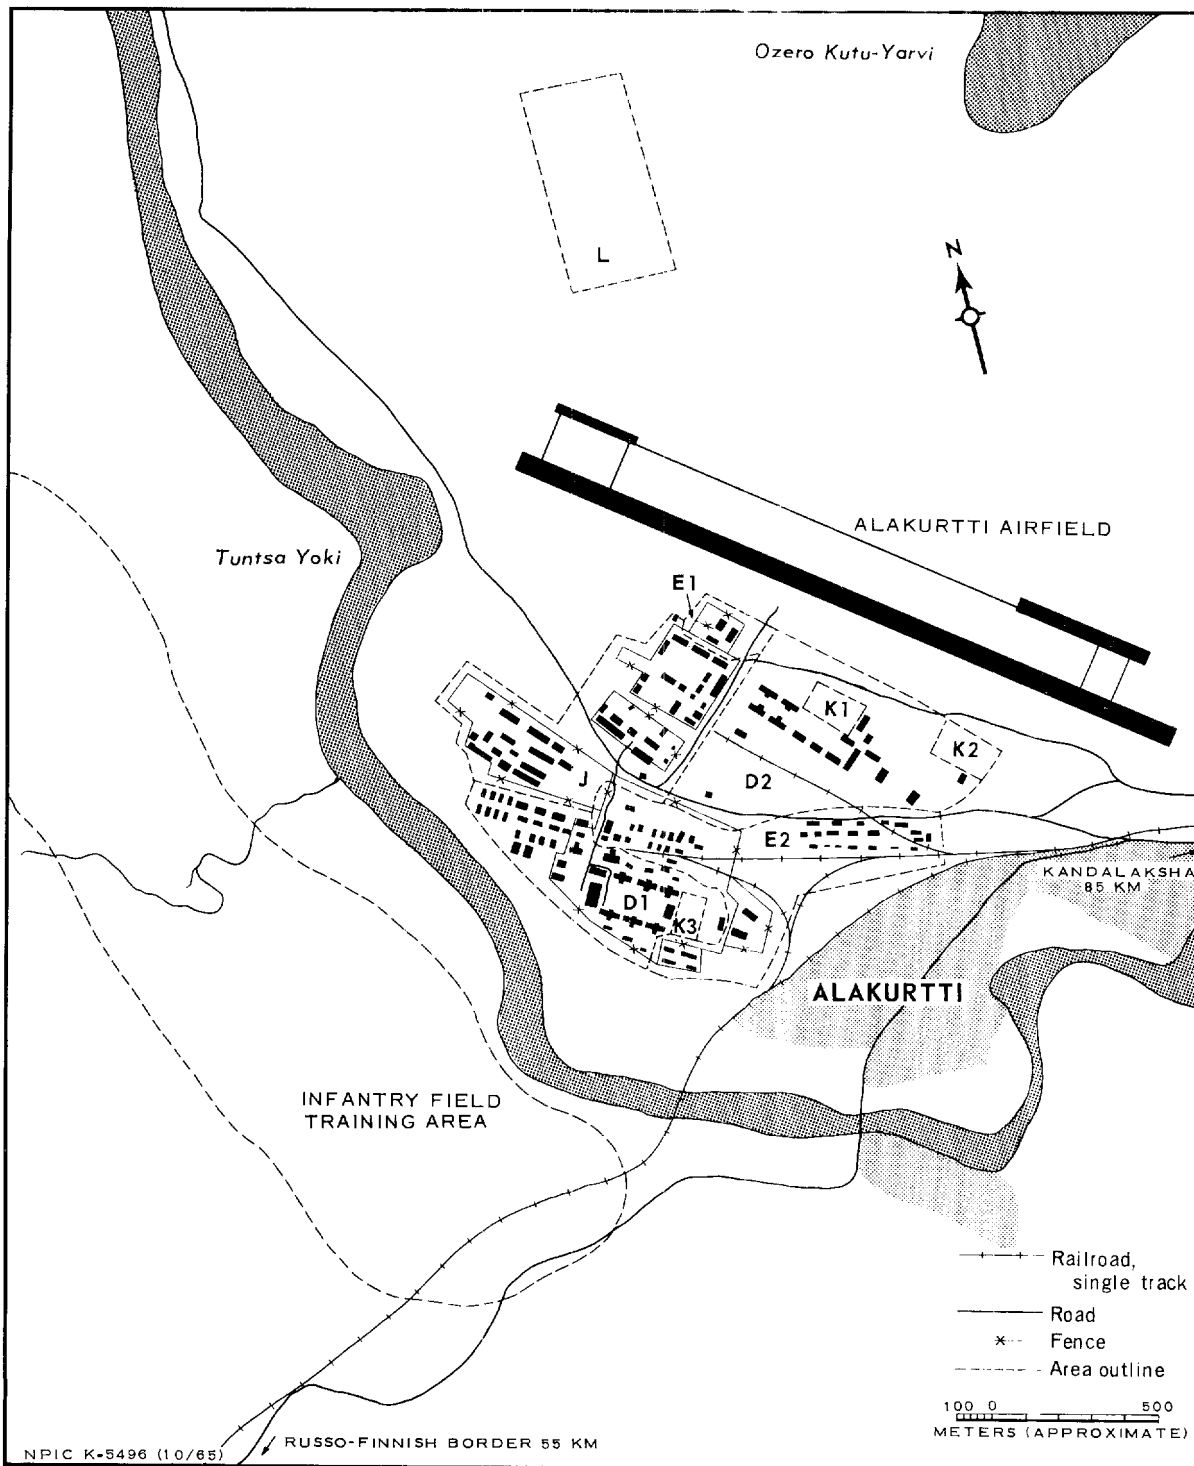 Ozero Kutu-Yarvi
L
N
ALAKURTTI AIRFIELD
Tuntsa Yoki
E1
K1
K2
J
D2
E2
KANDALAKSHA
85 KM
D1
K3
ALAKURTTI
INFANTRY FIELD
TRAINING AREA
Railroad,
single track
Road
Fence
Area outline
100 0 500
METERS (APPROXIMATE)
RUSSO-FINNISH BORDER 55 KM
NPIC K-5496 (10/65)